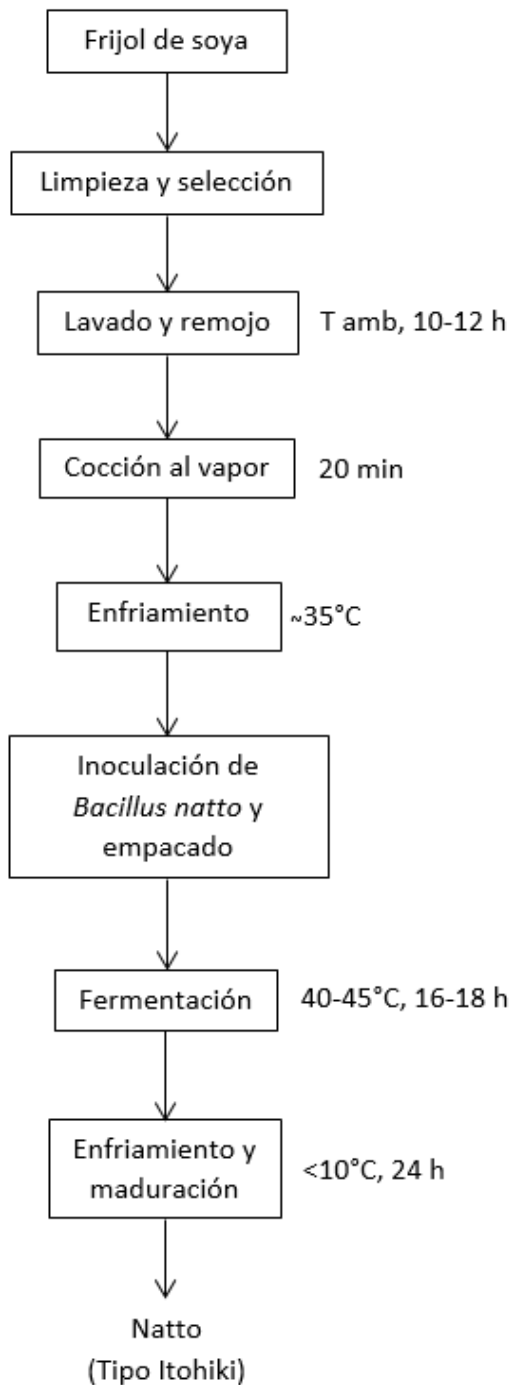 Frijol de soya
Limpieza y selección
Lavado y remojo T amb, 10-12 h
Cocción al vapor 20 min
Enfriamiento ~35°C
Inoculación de
Bacillus natto y
empacado
Fermentación 40-45°C, 16-18 h
Enfriamiento y
maduración <10°C, 24 h
Natto
(Tipo Itohiki)